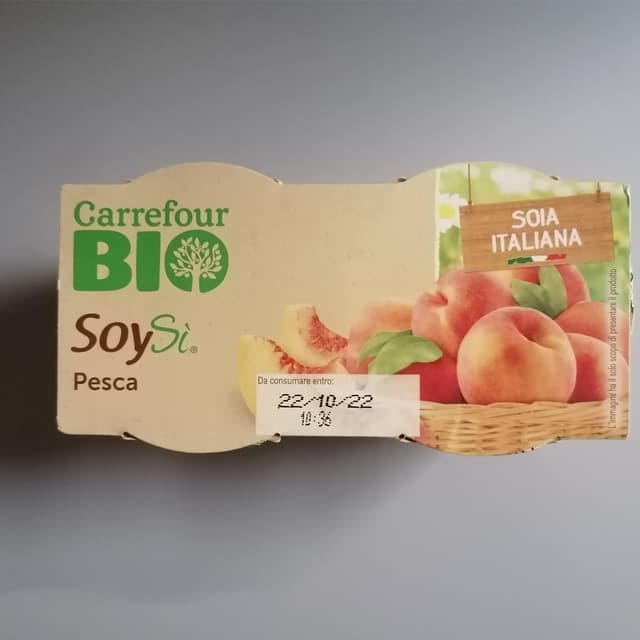 Carrefour
BIO
SoySì®
Pesca
SOIA
ITALIANA
Da consumare entro:
22/10/22
10:36
L'immagine ha il solo scopo di presentare il prodotto